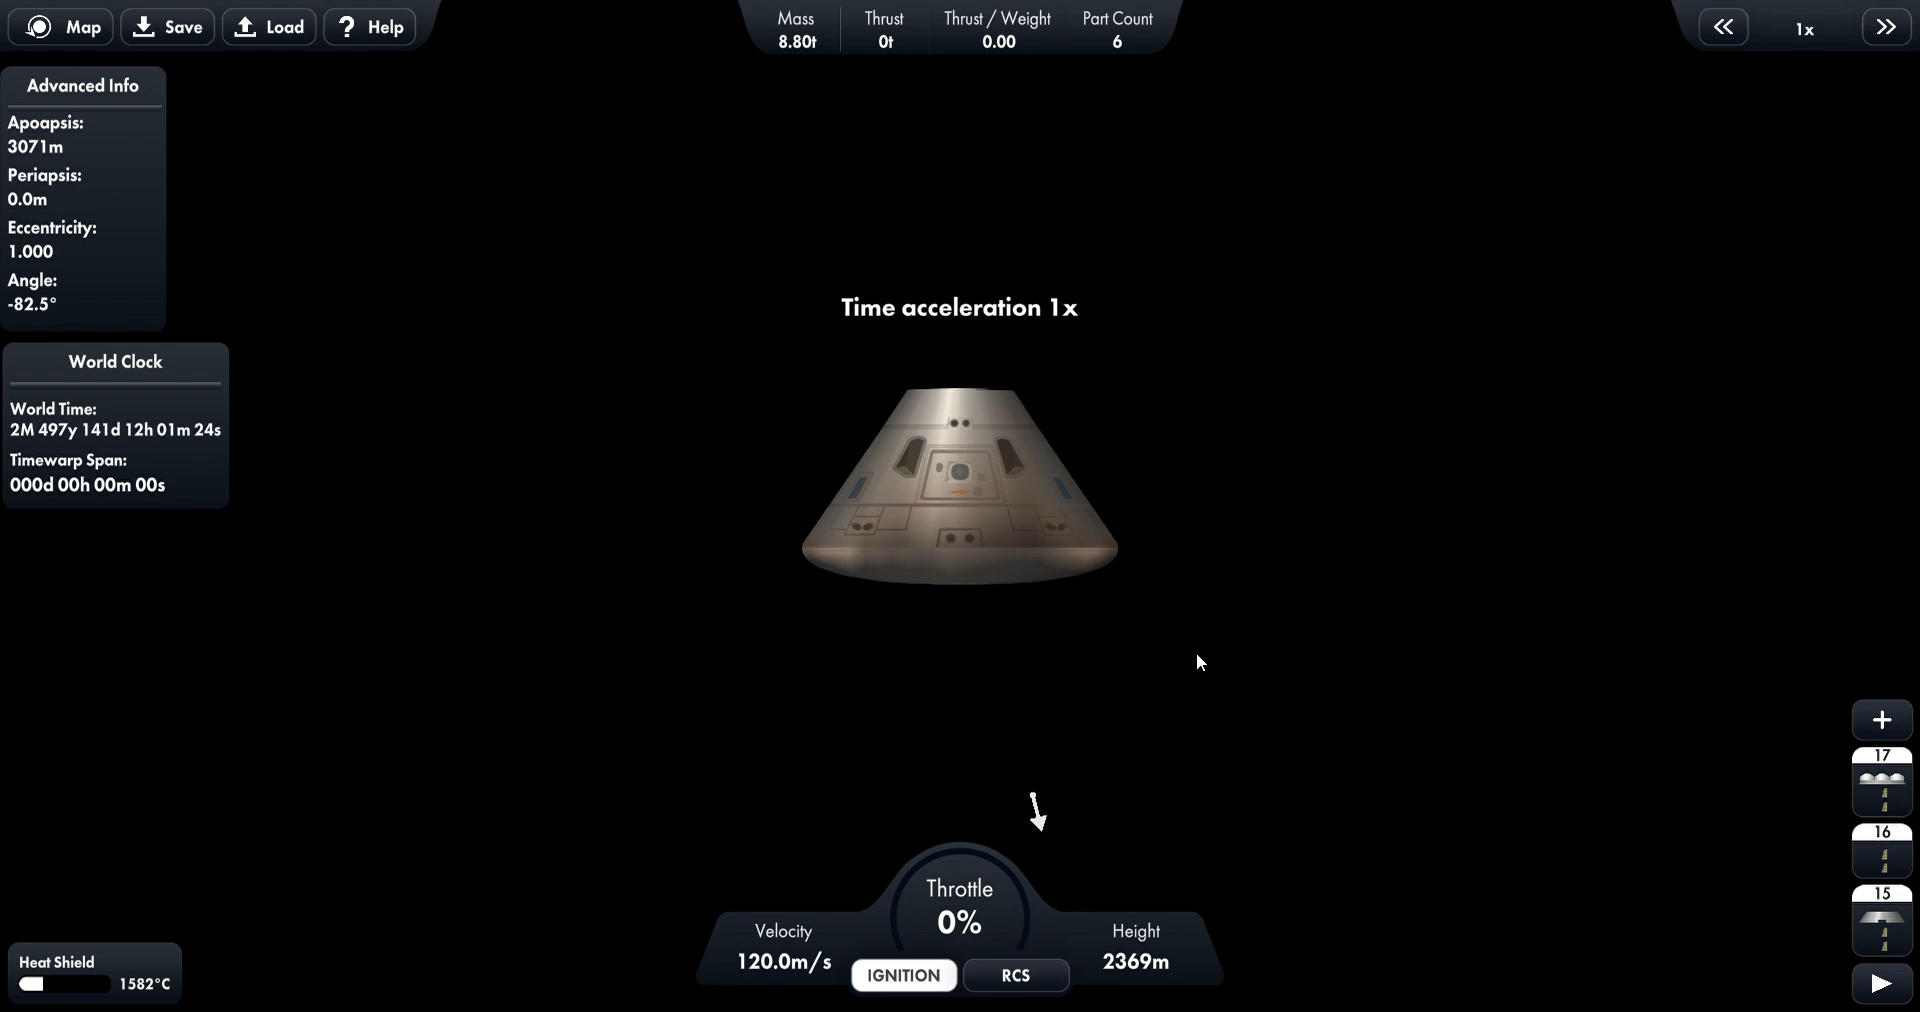 Map
Save
Load
Help
Mass
8.80t
Thrust
0t
Thrust / Weight
0.00
Part Count
6
1x
Advanced Info
Apoapsis:
3071m
Periapsis:
0.0m
Eccentricity:
1.000
Angle:
-82.5°
World Clock
World Time:
2M 497y 141d 12h 01m 24s
Timewarp Span:
000d 00h 00m 00s
Time acceleration 1x
17
16
15
Throttle
0%
Velocity
120.0m/s
Height
2369m
IGNITION
RCS
Heat Shield
1582°C